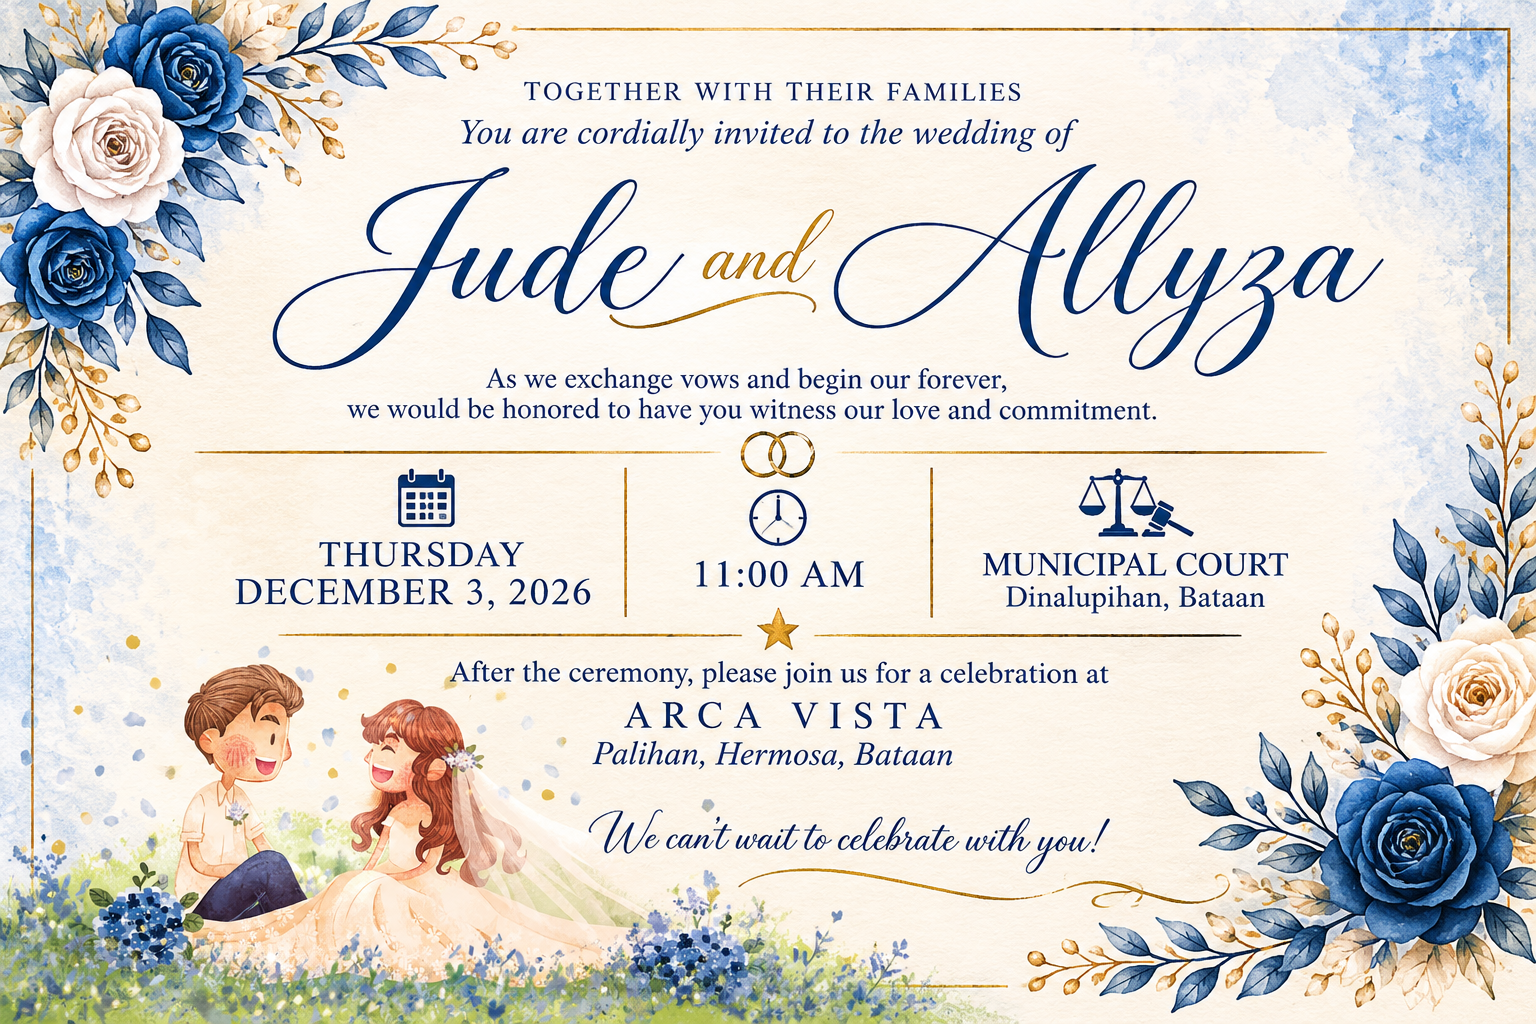 TOGETHER WITH THEIR FAMILIES
You are cordially invited to the wedding of
Jude and Allyza
As we exchange vows and begin our forever,
we would be honored to have you witness our love and commitment.
THURSDAY
DECEMBER 3, 2026
11:00 AM
MUNICIPAL COURT
Dinalupihan, Bataan
After the ceremony, please join us for a celebration at
ARCA VISTA
Palihan, Hermosa, Bataan
We can't wait to celebrate with you!